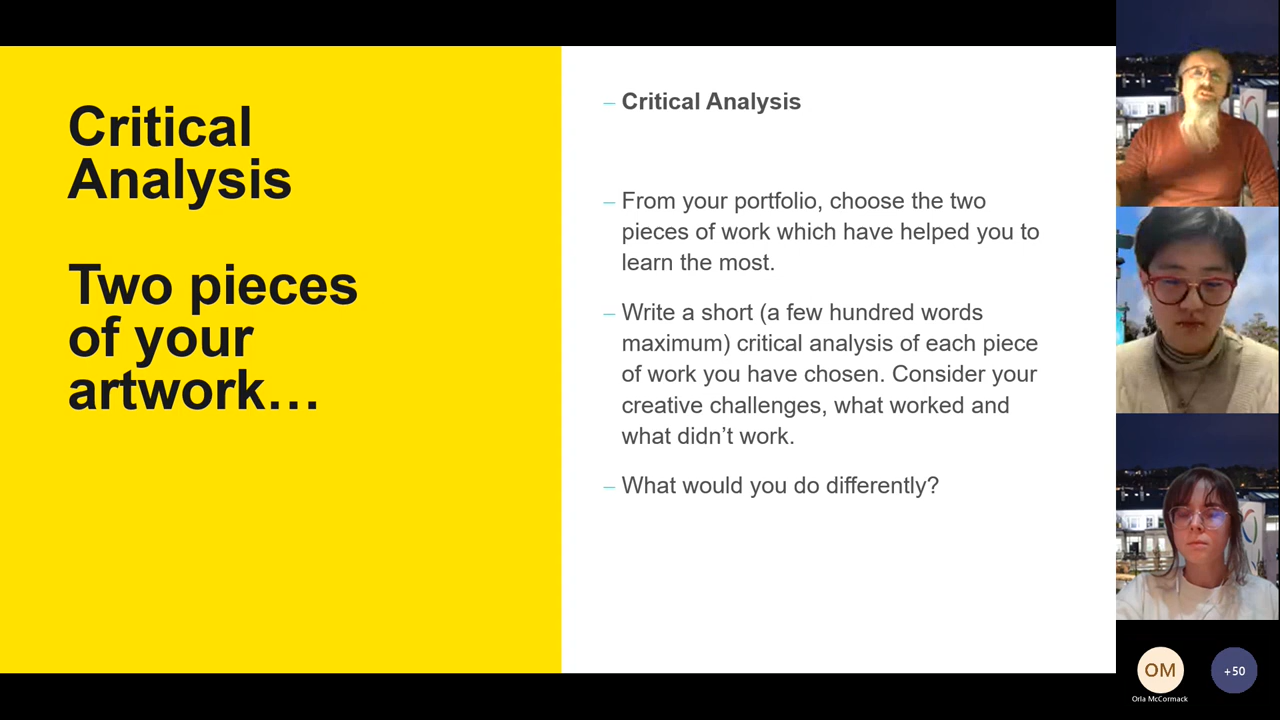 Critical
Analysis
Two pieces
of your
artwork…
– Critical Analysis
– From your portfolio, choose the two
pieces of work which have helped you to
learn the most.
– Write a short (a few hundred words
maximum) critical analysis of each piece
of work you have chosen. Consider your
creative challenges, what worked and
what didn’t work.
– What would you do differently?
OM
Orla McCormack
+50